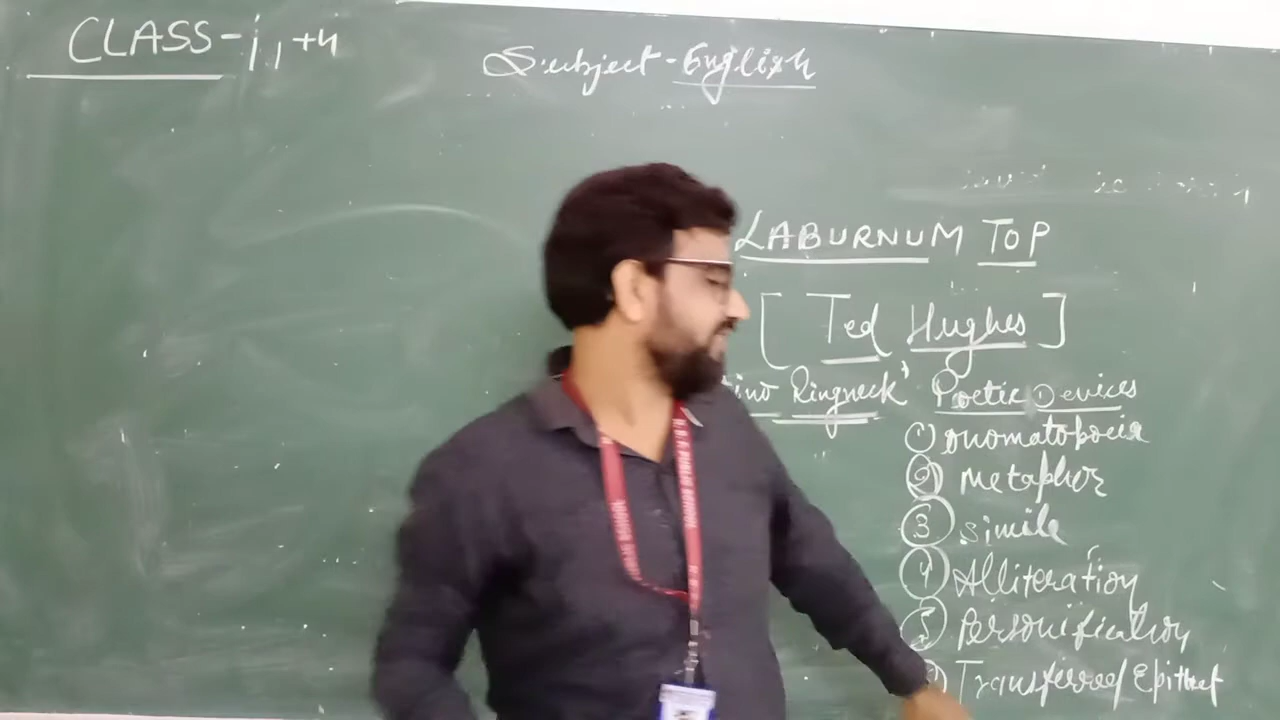 CLASS-11th
Subject-English
LABURNUM TOP
[Ted Hughes]
Ringneck' Poetic Devices
① onomatopoeia
② Metaphor
③ simile
④ Alliteration
⑤ Personification
Transferred Epithet